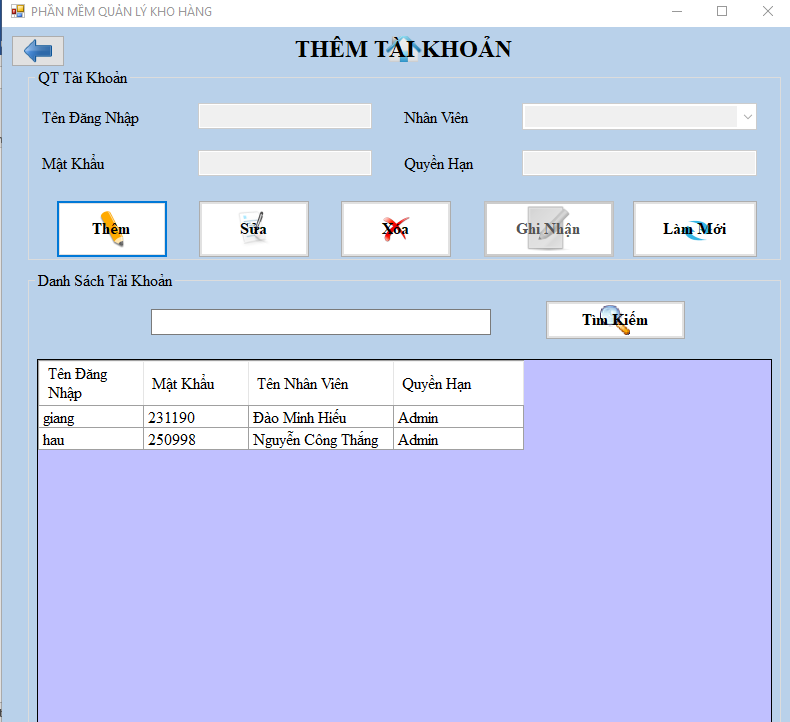 PHẦN MỀM QUẢN LÝ KHO HÀNG
THÊM TÀI KHOẢN
QT Tài Khoản
Tên Đăng Nhập
Nhân Viên
Mật Khẩu
Quyền Hạn
Thêm
Sửa
Xóa
Ghi Nhận
Làm Mới
Danh Sách Tài Khoản
Tìm Kiếm
Tên Đăng
Nhập
Mật Khẩu
Tên Nhân Viên
Quyền Hạn
giang 231190 Đào Minh Hiếu Admin
hau 250998 Nguyễn Công Thắng Admin